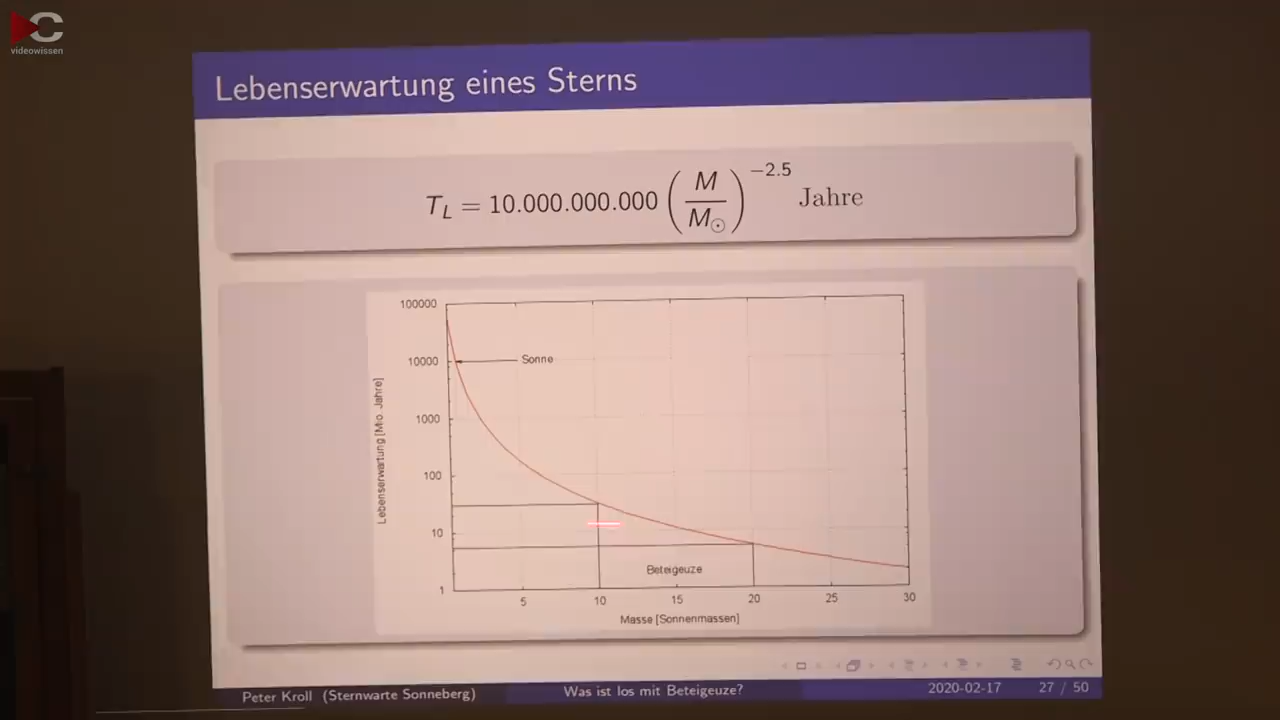 videowissen
Lebenserwartung eines Sterns
T_L = 10.000.000.000 (M/M_☉)^−2.5 Jahre
100000
10000
1000
100
10
1
Lebenserwartung [Mio. Jahre]
Sonne
Beteigeuze
5 10 15 20 25 30
Masse [Sonnenmassen]
Peter Kroll (Sternwarte Sonneberg) Was ist los mit Beteigeuze? 2020-02-17 27 / 50